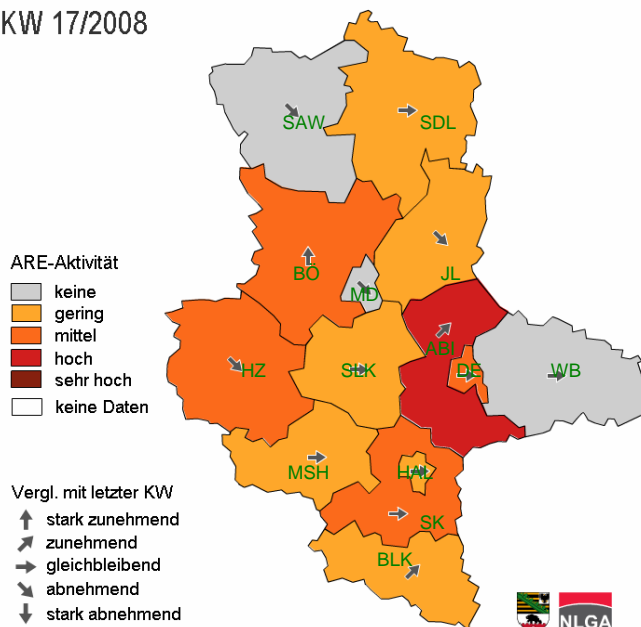 KW 17/2008
SAW
SDL
BÖ
MD
JL
ARE-Aktivität
keine
gering
mittel
hoch
sehr hoch
keine Daten
HZ
SLK
ABI
DE
WB
MSH
HAL
SK
BLK
Vergl. mit letzter KW
stark zunehmend
zunehmend
gleichbleibend
abnehmend
stark abnehmend
NLGA